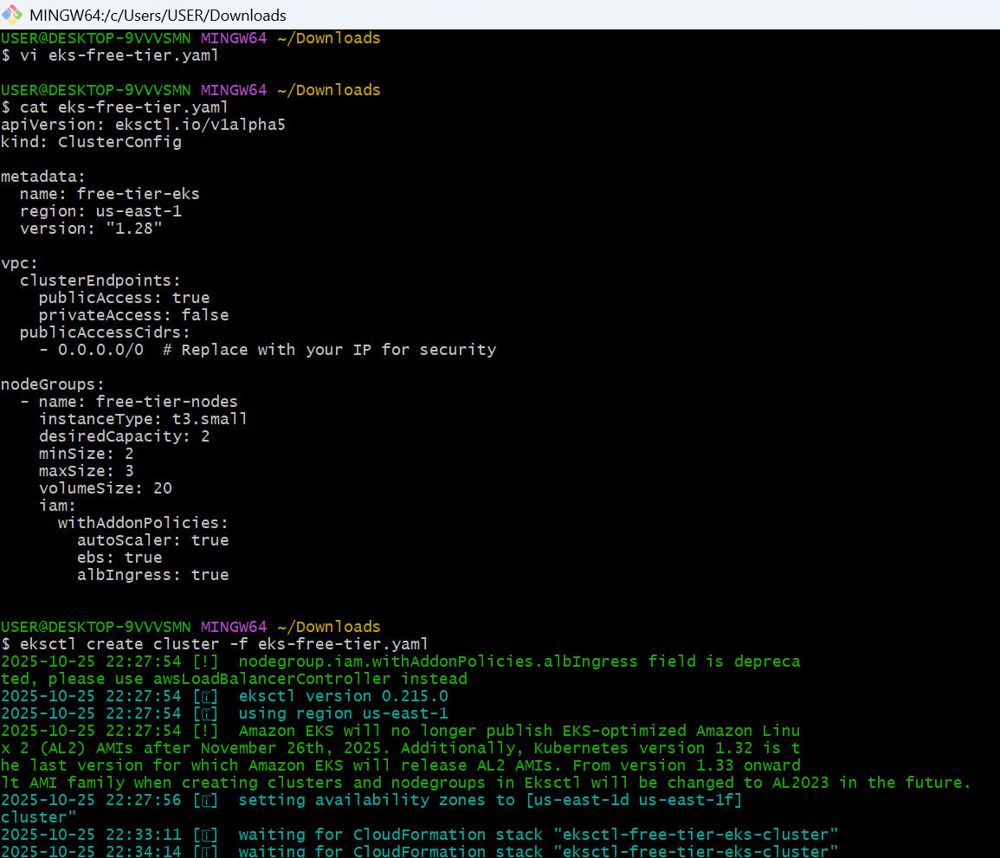 MINGW64:/c/Users/USER/Downloads
USER@DESKTOP-9VVVSMN MINGW64 ~/Downloads
$ vi eks-free-tier.yaml

USER@DESKTOP-9VVVSMN MINGW64 ~/Downloads
$ cat eks-free-tier.yaml
apiVersion: eksctl.io/v1alpha5
kind: ClusterConfig

metadata:
  name: free-tier-eks
  region: us-east-1
  version: "1.28"

vpc:
  clusterEndpoints:
    publicAccess: true
    privateAccess: false
  publicAccessCidrs:
    - 0.0.0.0/0  # Replace with your IP for security

nodeGroups:
  - name: free-tier-nodes
    instanceType: t3.small
    desiredCapacity: 2
    minSize: 2
    maxSize: 3
    volumeSize: 20
    iam:
      withAddonPolicies:
        autoScaler: true
        ebs: true
        albIngress: true

USER@DESKTOP-9VVVSMN MINGW64 ~/Downloads
$ eksctl create cluster -f eks-free-tier.yaml
2025-10-25 22:27:54 [!]  nodegroup.iam.withAddonPolicies.albIngress field is depreca
ted, please use awsLoadBalancerController instead
2025-10-25 22:27:54 [ℹ]  eksctl version 0.215.0
2025-10-25 22:27:54 [ℹ]  using region us-east-1
2025-10-25 22:27:54 [!]  Amazon EKS will no longer publish EKS-optimized Amazon Linu
x 2 (AL2) AMIs after November 26th, 2025. Additionally, Kubernetes version 1.32 is t
he last version for which Amazon EKS will release AL2 AMIs. From version 1.33 onward
lt AMI family when creating clusters and nodegroups in Eksctl will be changed to AL2023 in the future.
2025-10-25 22:27:56 [ℹ]  setting availability zones to [us-east-1d us-east-1f]
cluster"
2025-10-25 22:33:11 [ℹ]  waiting for CloudFormation stack "eksctl-free-tier-eks-cluster"
2025-10-25 22:34:14 [ℹ]  waiting for CloudFormation stack "eksctl-free-tier-eks-cluster"